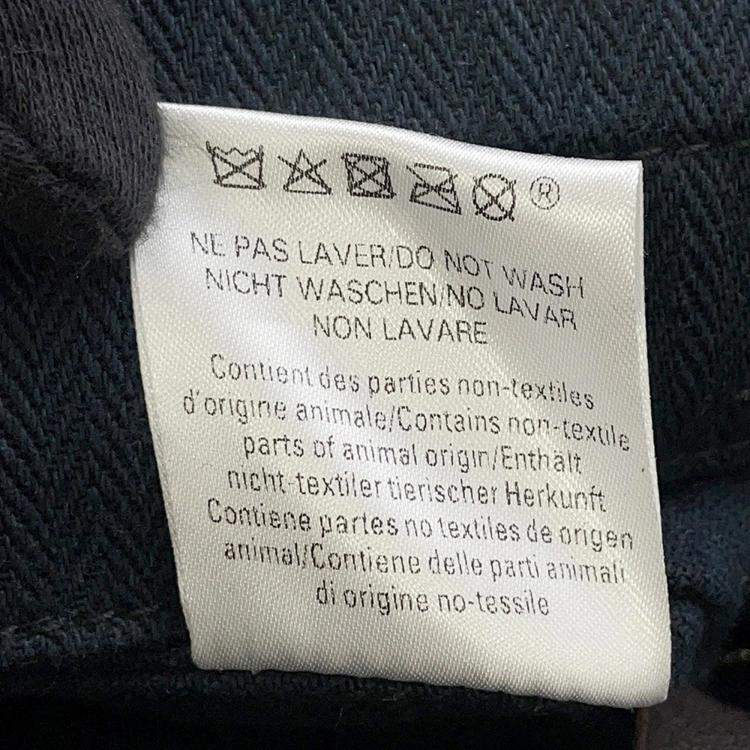 ®
NE PAS LAVER/DO NOT WASH
NICHT WASCHEN/NO LAVAR
NON LAVARE
Contient des parties non-textiles
d'origine animale/Contains non-textile
parts of animal origin/Enthält
nicht-textiler tierischer Herkunft
Contiene partes no textiles de origen
animal/Contiene delle parti animali
di origine no-tessile